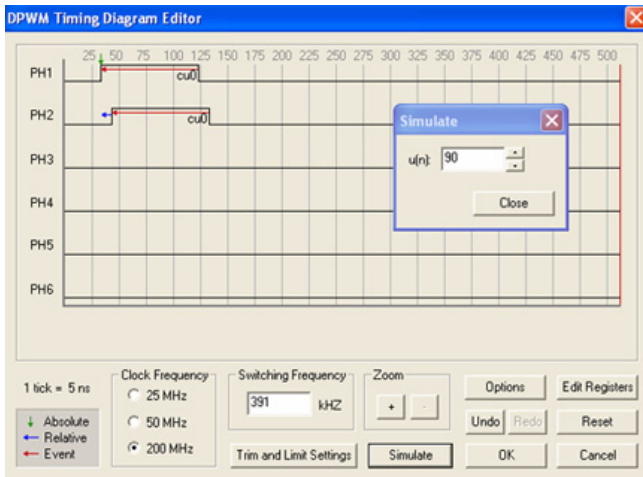 DPWM Timing Diagram Editor
25 50 75 100 125 150 175 200 225 250 275 300 325 350 375 400 425 450 475 500
PH1
cu0
PH2
cu0
PH3
PH4
PH5
PH6
Simulate
u(n): 90
Close
1 tick = 5 ns
Absolute
Relative
Event
Clock Frequency
25 MHz
50 MHz
200 MHz
Switching Frequency
391 kHZ
Trim and Limit Settings
Zoom
+ -
Simulate
Options Edit Registers
Undo Redo Reset
OK Cancel